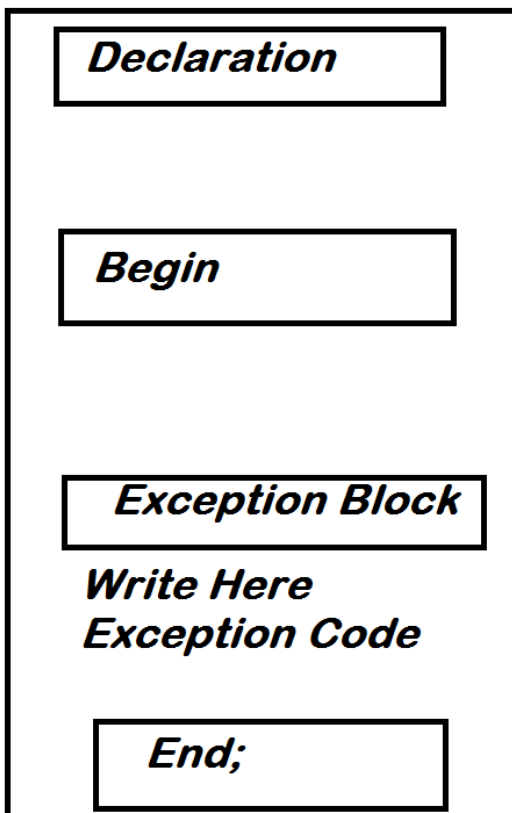 Declaration
Begin
Exception Block
Write Here
Exception Code
End;